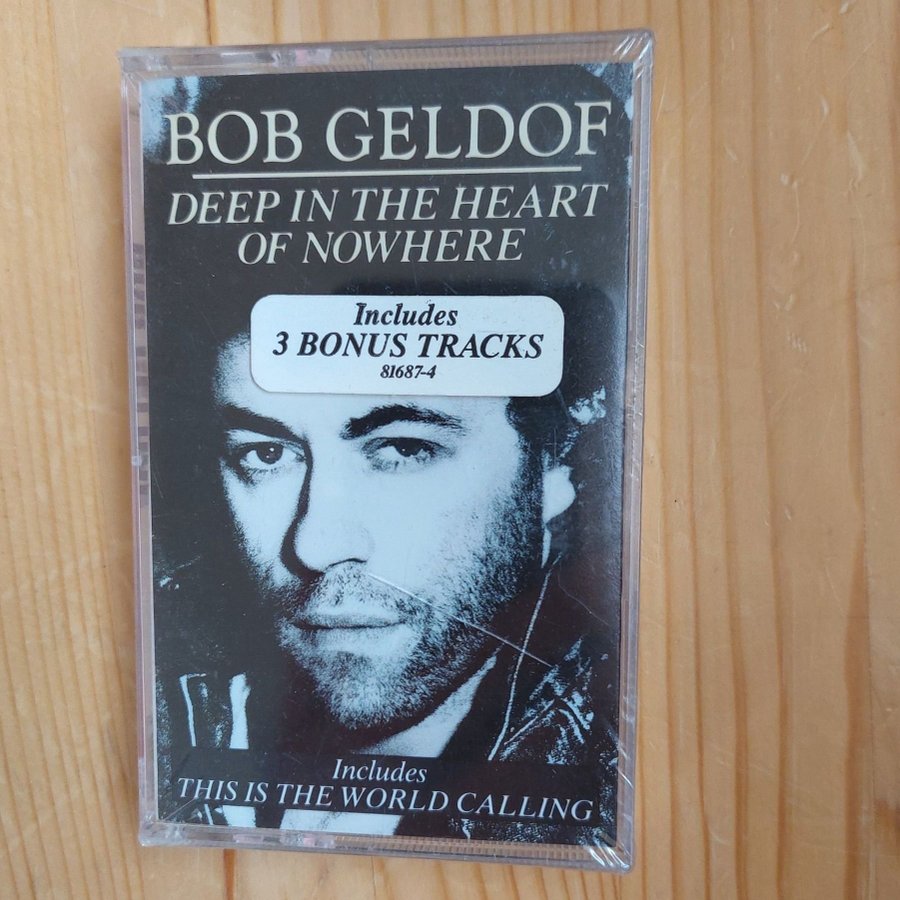 BOB GELDOF
DEEP IN THE HEART
OF NOWHERE
Includes
3 BONUS TRACKS
81687-4
Includes
THIS IS THE WORLD CALLING